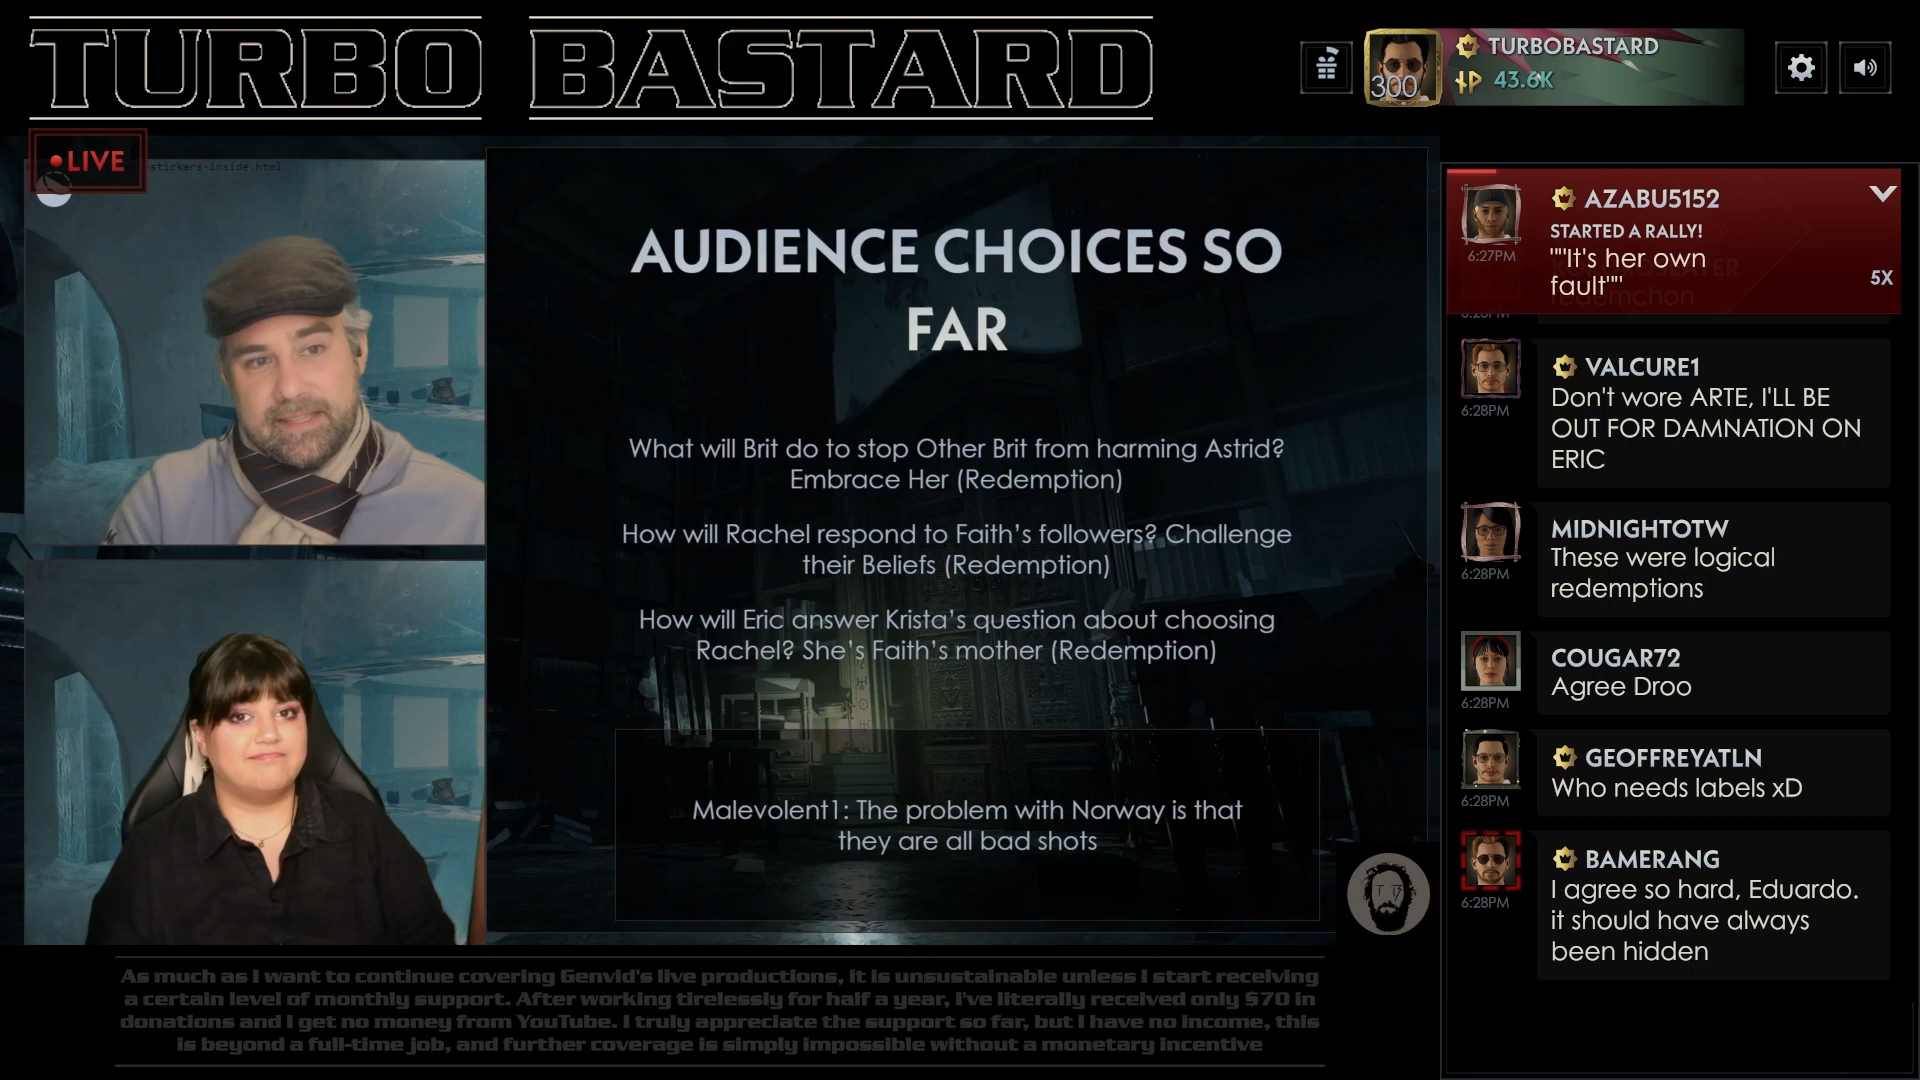 TURBO BASTARD
300
TURBOBASTARD
43.6K
LIVE
stickers-inside.html
AUDIENCE CHOICES SO
FAR
What will Brit do to stop Other Brit from harming Astrid?
Embrace Her (Redemption)
How will Rachel respond to Faith’s followers? Challenge
their Beliefs (Redemption)
How will Eric answer Krista’s question about choosing
Rachel? She’s Faith’s mother (Redemption)
Malevolent1: The problem with Norway is that
they are all bad shots
AZABU5152
STARTED A RALLY!
6:27PM
""It's her own
fault""
5X
VALCURE1
6:28PM
Don't wore ARTE, I'LL BE
OUT FOR DAMNATION ON
ERIC
MIDNIGHTOTW
6:28PM
These were logical
redemptions
COUGAR72
Agree Droo
6:28PM
GEOFFREYATLN
Who needs labels xD
6:28PM
BAMERANG
6:28PM
I agree so hard, Eduardo.
it should have always
been hidden
As much as I want to continue covering Genvid's live productions, it is unsustainable unless I start receiving
a certain level of monthly support. After working tirelessly for half a year, I've literally received only $70 in
donations and I get no money from YouTube. I truly appreciate the support so far, but I have no income, this
is beyond a full-time job, and further coverage is simply impossible without a monetary incentive